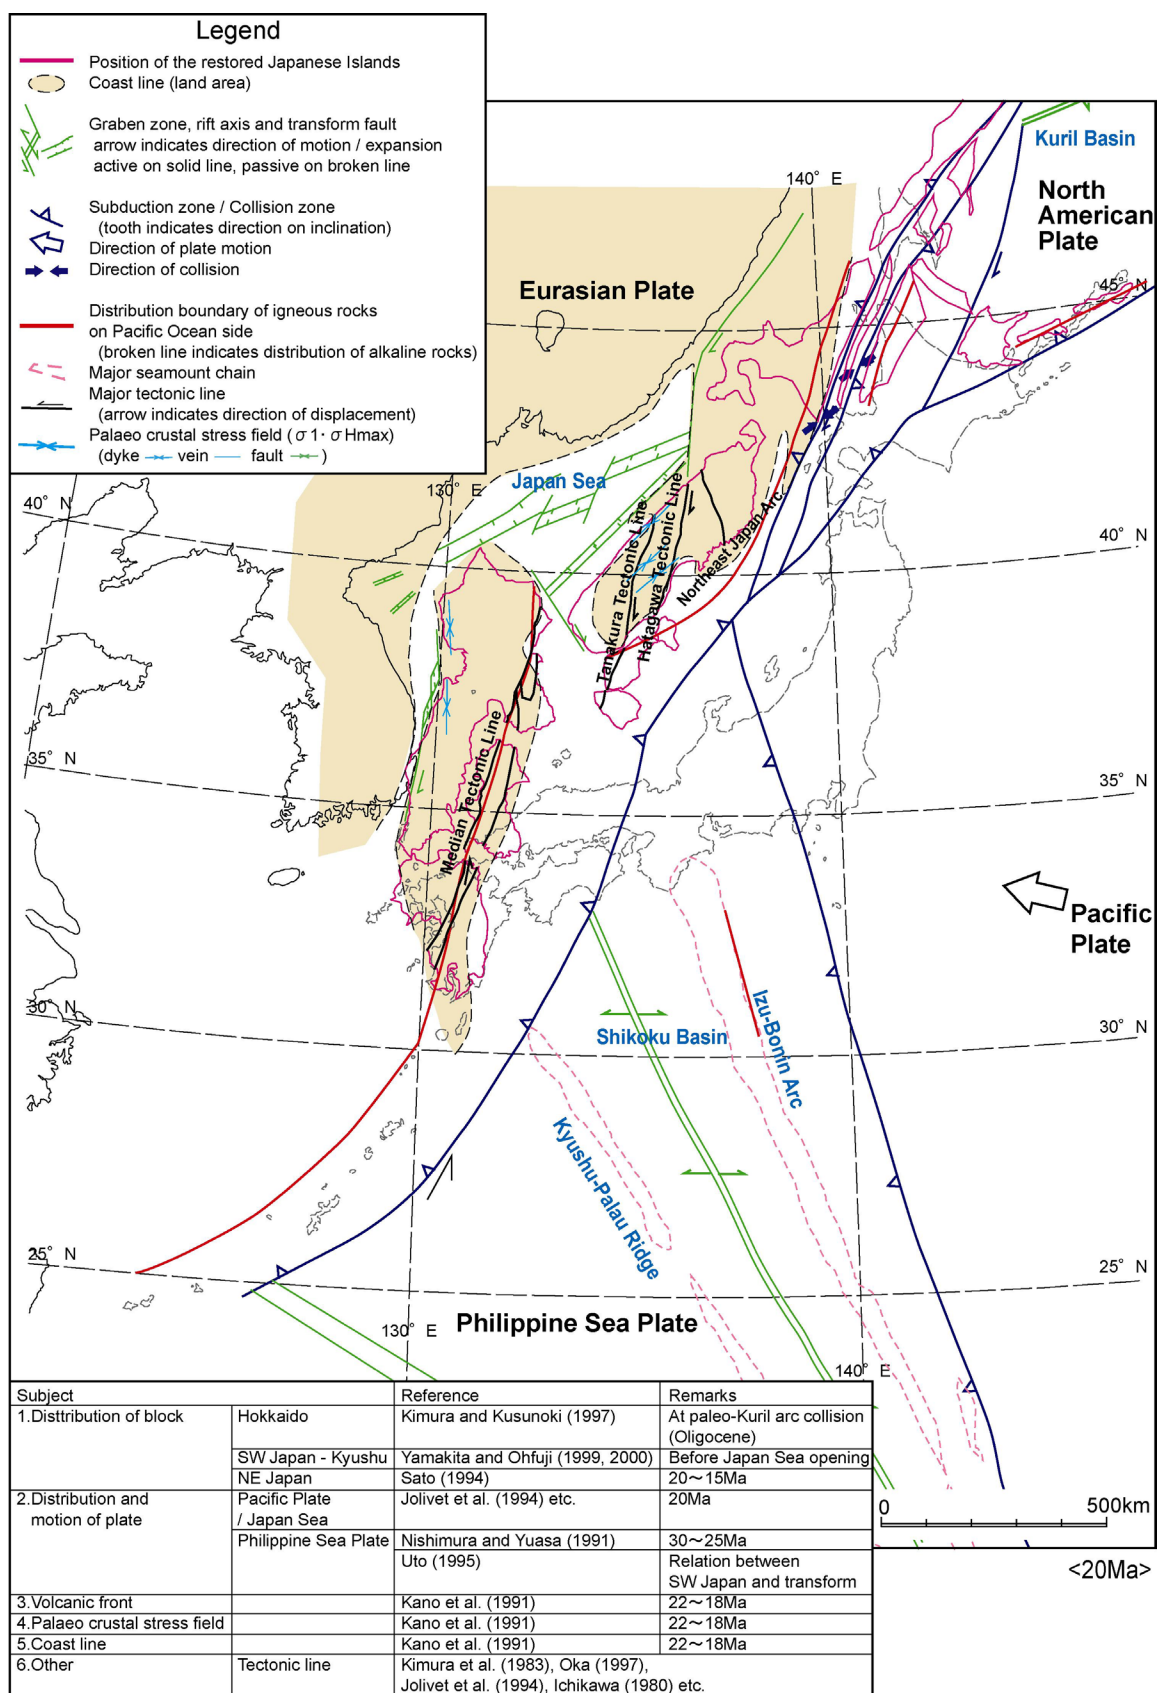 Legend
Position of the restored Japanese Islands
Coast line (land area)
Graben zone, rift axis and transform fault
arrow indicates direction of motion / expansion
active on solid line, passive on broken line
Subduction zone / Collision zone
(tooth indicates direction on inclination)
Direction of plate motion
Direction of collision
Distribution boundary of igneous rocks
on Pacific Ocean side
(broken line indicates distribution of alkaline rocks)
Major seamount chain
Major tectonic line
(arrow indicates direction of displacement)
Palaeo crustal stress field (σ1・σHmax)
(dyke vein fault )
Kuril Basin
140° E
North
American
Plate
Eurasian Plate
45° N
Japan Sea
130° E
40° N
40° N
Tanakura Tectonic Line
Hatagawa Tectonic Line
Northeast Japan Arc
Median Tectonic Line
35° N
35° N
Pacific
Plate
30° N
30° N
Shikoku Basin
Izu-Bonin Arc
Kyushu-Palau Ridge
25° N
25° N
Philippine Sea Plate
130° E
140° E
0 500km
<20Ma>
Subject Reference Remarks
1.Disttribution of block Hokkaido Kimura and Kusunoki (1997) At paleo-Kuril arc collision
(Oligocene)
SW Japan - Kyushu Yamakita and Ohfuji (1999, 2000) Before Japan Sea opening
NE Japan Sato (1994) 20～15Ma
2.Distribution and Pacific Plate Jolivet et al. (1994) etc. 20Ma
motion of plate / Japan Sea
Philippine Sea Plate Nishimura and Yuasa (1991) 30～25Ma
Uto (1995) Relation between
SW Japan and transform
3.Volcanic front Kano et al. (1991) 22～18Ma
4.Palaeo crustal stress field Kano et al. (1991) 22～18Ma
5.Coast line Kano et al. (1991) 22～18Ma
6.Other Tectonic line Kimura et al. (1983), Oka (1997),
Jolivet et al. (1994), Ichikawa (1980) etc.